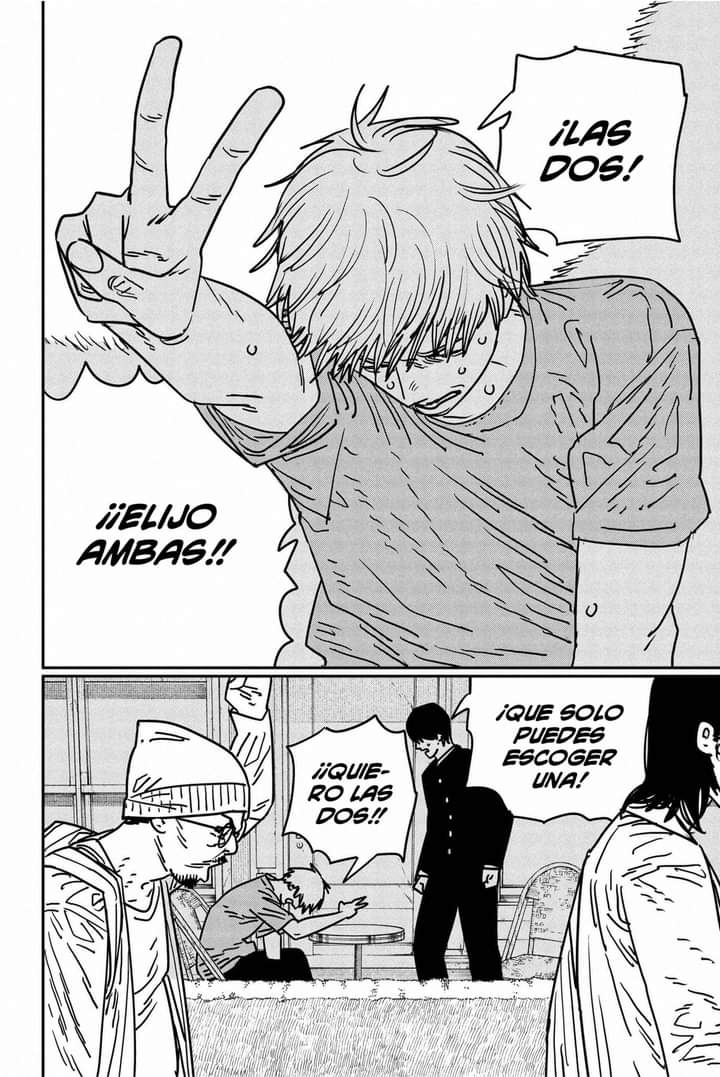 ¡LAS
DOS!
¡¡ELIJO
AMBAS!!
¡QUE SOLO
PUEDES
ESCOGER
UNA!
¡¡QUIE-
RO LAS
DOS!!